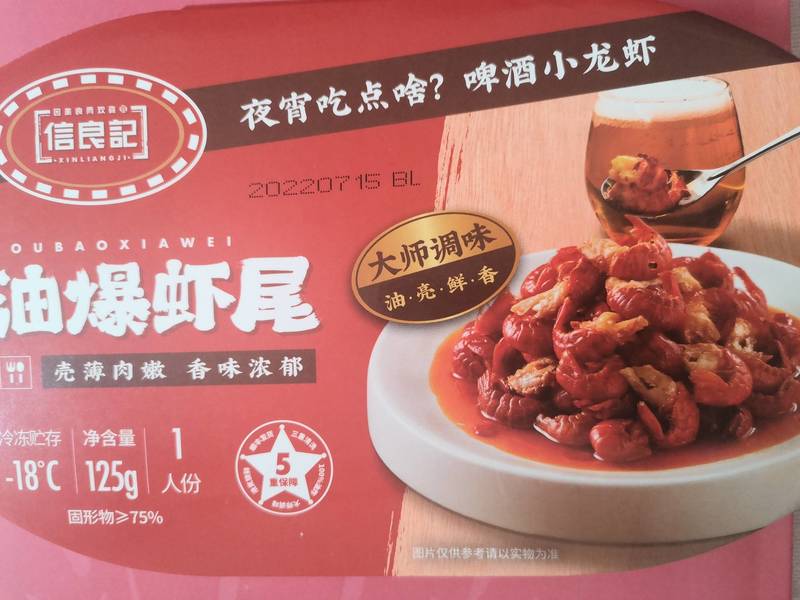 夜宵吃点啥？啤酒小龙虾
信良記
·XINLIANGJI·
20220715 BL
OUBAOXIAWEI
油爆虾尾
大师调味
油·亮·鲜·香
壳薄肉嫩 香味浓郁
冷冻贮存
-18°C
净含量
125g
1
人份
5
重保障
固形物≥75%
图片仅供参考请以实物为准